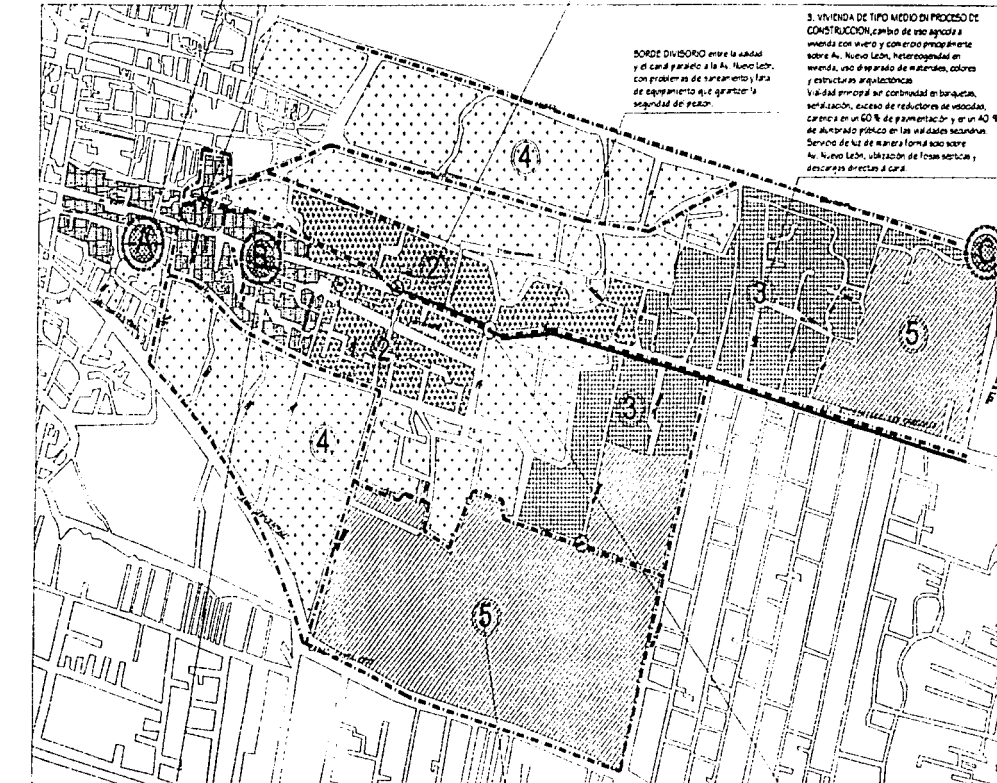 BORDE DIVISORIO entre la vialidad
y el canal paralelo a la Av. Nuevo León,
con problemas de saneamiento y falta
de equipamiento que garantice la
seguridad del peatón.
3. VIVIENDA DE TIPO MEDIO EN PROCESO DE
CONSTRUCCION, cambio de uso agricola a
vivienda con vivero y comercio principalmente
sobre Av. Nuevo León, heterogeneidad en
vivienda, uso disparado de materiales, colores
y estructuras arquitectónicas
Vialidad principal sin continuidad en banquetas,
señalización, exceso de reductores de velocidad,
carencia en un 60 % de pavimentación y en un 40 %
de alumbrado público en las vialidades secundarias.
Servicio de luz de manera formal solo sobre
Av. Nuevo León, ubicación de fosas septicas y
descargas directas a canal.
4
A
B
C
2
3
5
1
2
3
4
5